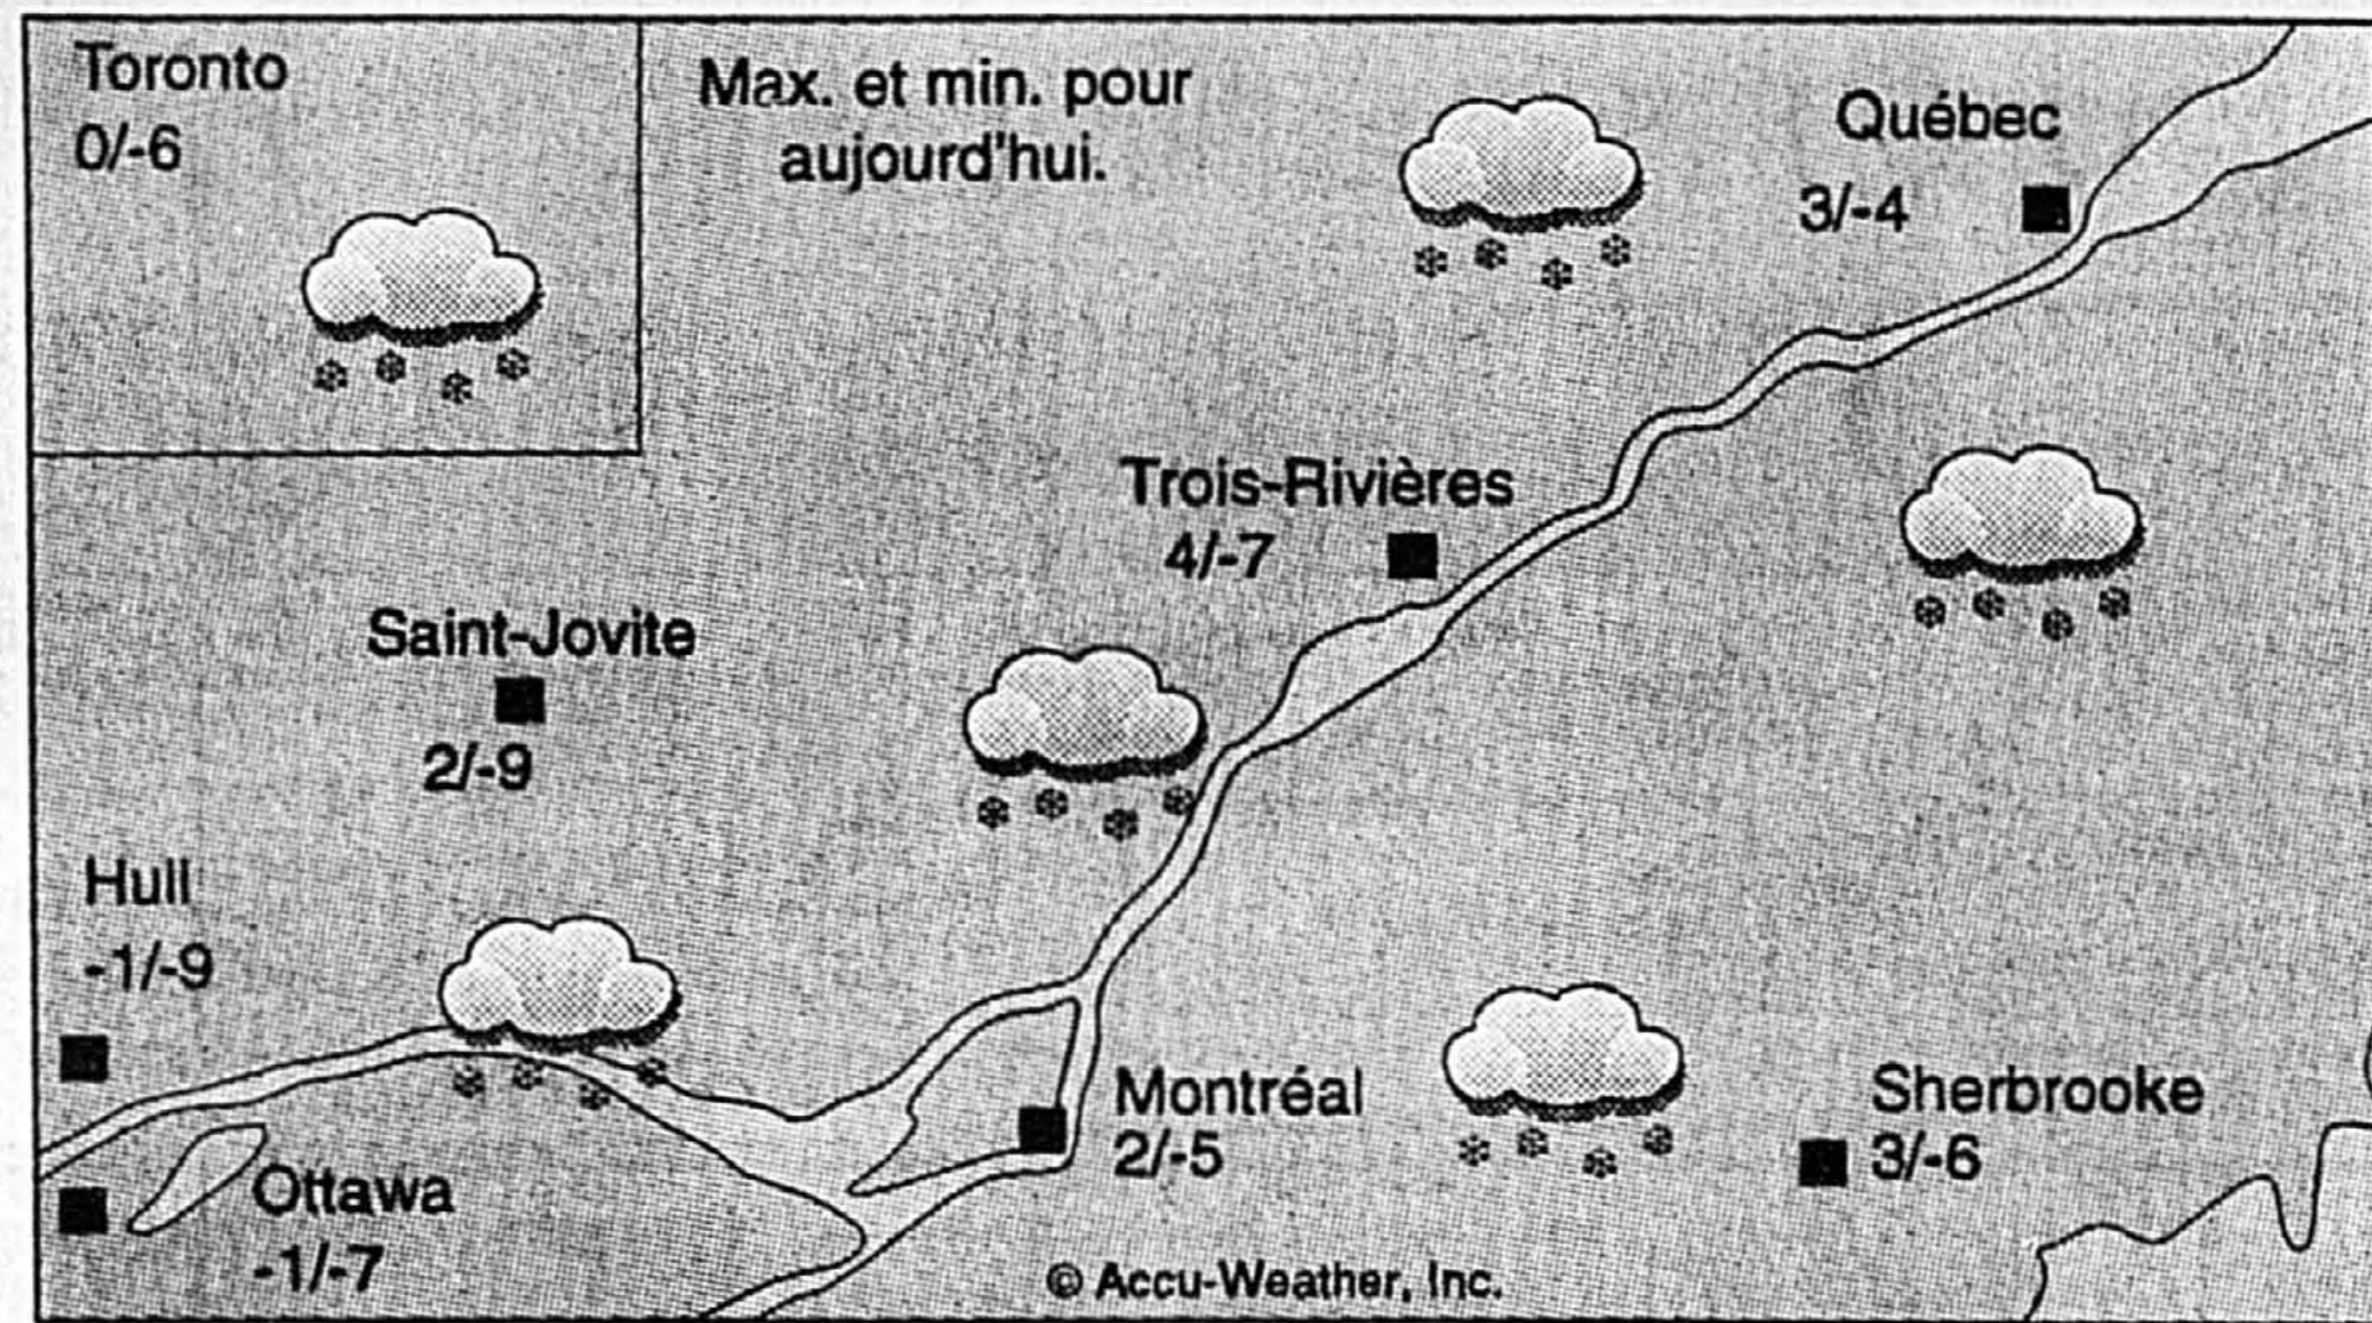 Toronto
0/-6
Max. et min. pour
aujourd'hui.
Québec
3/-4
Trois-Rivières
4/-7
Saint-Jovite
2/-9
Hull
-1/-9
Montréal
2/-5
Sherbrooke
3/-6
Ottawa
-1/-7
© Accu-Weather, Inc.